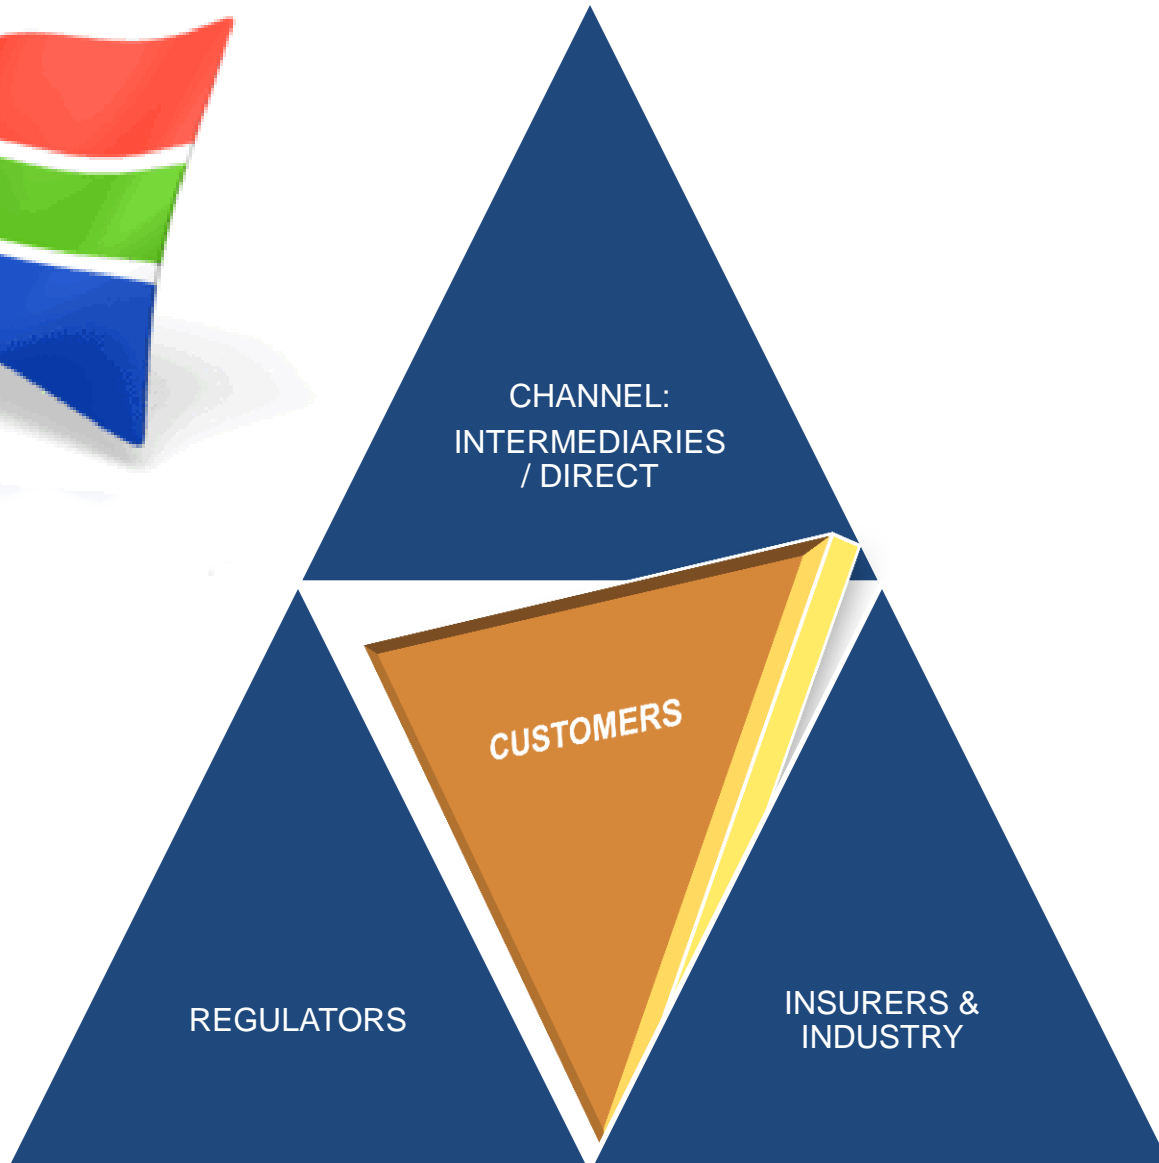 CHANNEL:
INTERMEDIARIES
/ DIRECT
CUSTOMERS
REGULATORS
INSURERS &
INDUSTRY